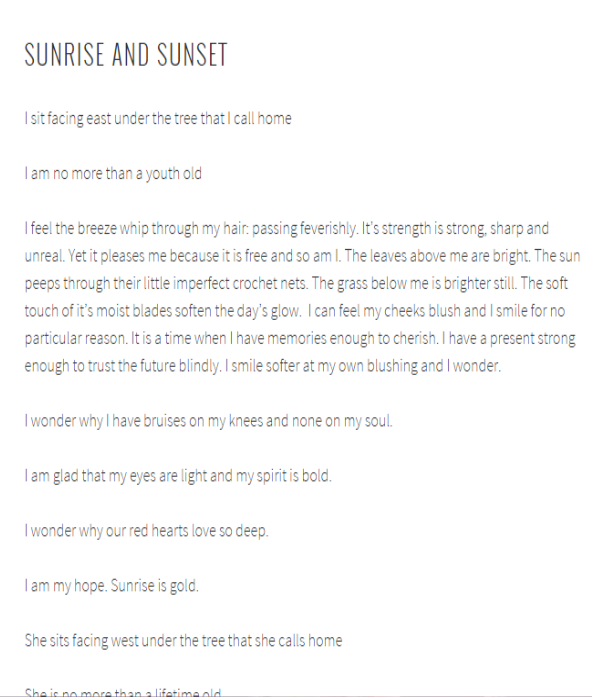 SUNRISE AND SUNSET
I sit facing east under the tree that I call home
I am no more than a youth old
I feel the breeze whip through my hair: passing feverishly. It's strength is strong, sharp and
unreal. Yet it pleases me because it is free and so am I. The leaves above me are bright. The sun
peeps through their little imperfect crochet nets. The grass below me is brighter still. The soft
touch of it's moist blades soften the day's glow.  I can feel my cheeks blush and I smile for no
particular reason. It is a time when I have memories enough to cherish. I have a present strong
enough to trust the future blindly. I smile softer at my own blushing and I wonder.
I wonder why I have bruises on my knees and none on my soul.
I am glad that my eyes are light and my spirit is bold.
I wonder why our red hearts love so deep.
I am my hope. Sunrise is gold.
She sits facing west under the tree that she calls home
She is no more than a lifetime old